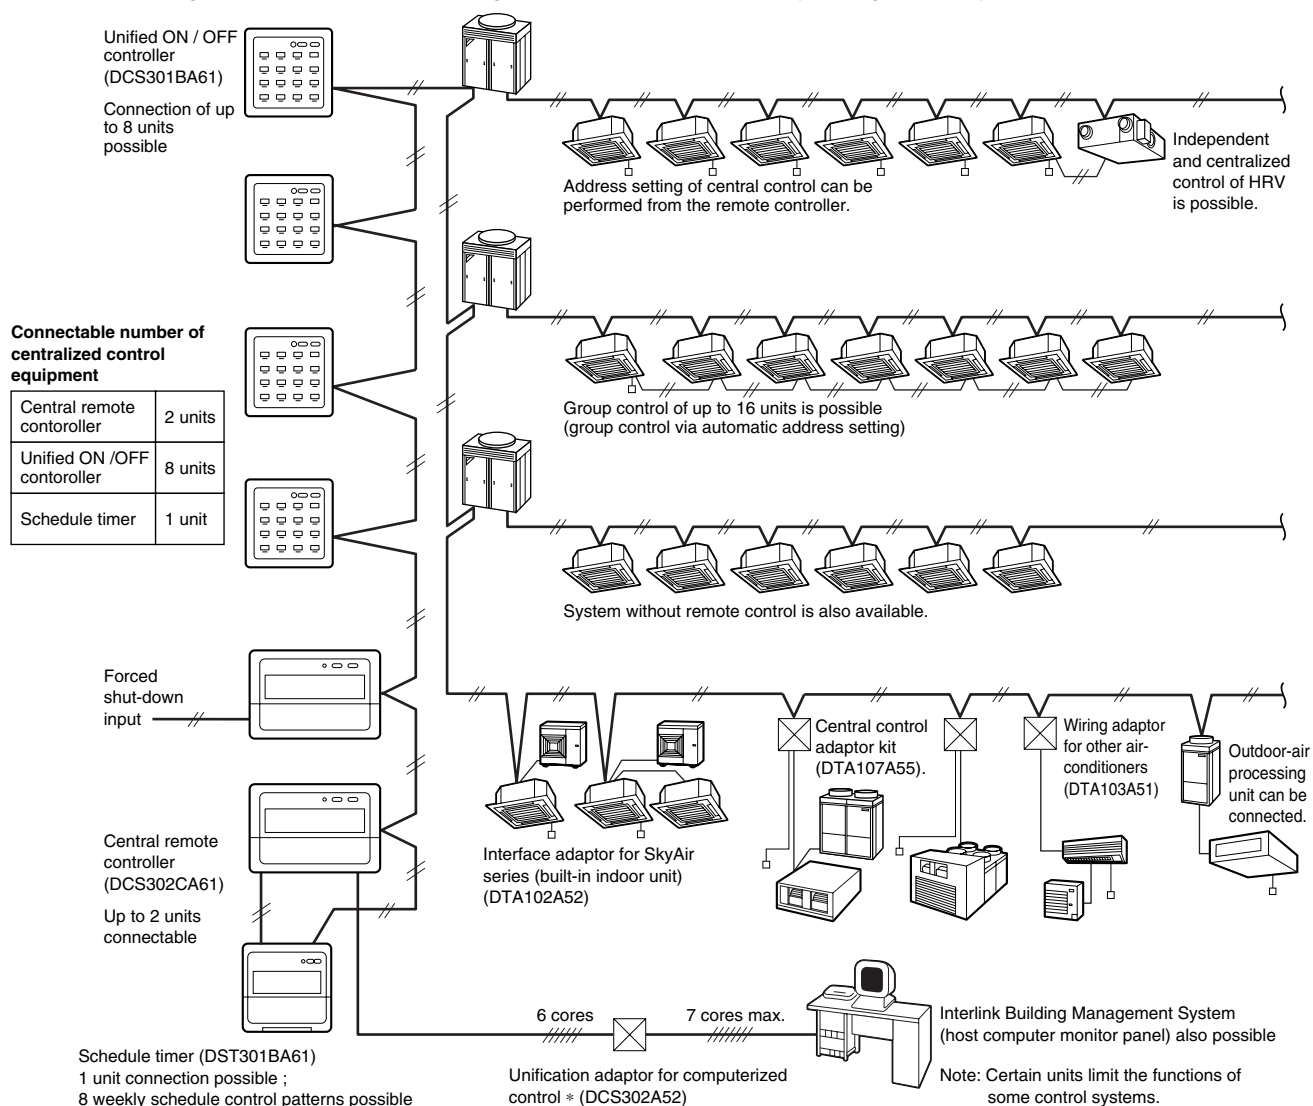 Unified ON / OFF
controller
(DCS301BA61)
Connection of up
to 8 units
possible
Independent
and centralized
control of HRV
is possible.
Address setting of central control can be
performed from the remote controller.
Connectable number of
centralized control
equipment
Central remote
contoroller
2 units
Unified ON /OFF
contoroller
8 units
Schedule timer
1 unit
Group control of up to 16 units is possible
(group control via automatic address setting)
System without remote control is also available.
Forced
shut-down
input
Central control
adaptor kit
(DTA107A55).
Wiring adaptor
for other air-
conditioners
(DTA103A51)
Outdoor-air
processing
unit can be
connected.
Interface adaptor for SkyAir
series (built-in indoor unit)
(DTA102A52)
Central remote
controller
(DCS302CA61)
Up to 2 units
connectable
6 cores
7 cores max.
Interlink Building Management System
(host computer monitor panel) also possible
Schedule timer (DST301BA61)
1 unit connection possible ;
8 weekly schedule control patterns possible
Unification adaptor for computerized
control * (DCS302A52)
Note: Certain units limit the functions of
some control systems.